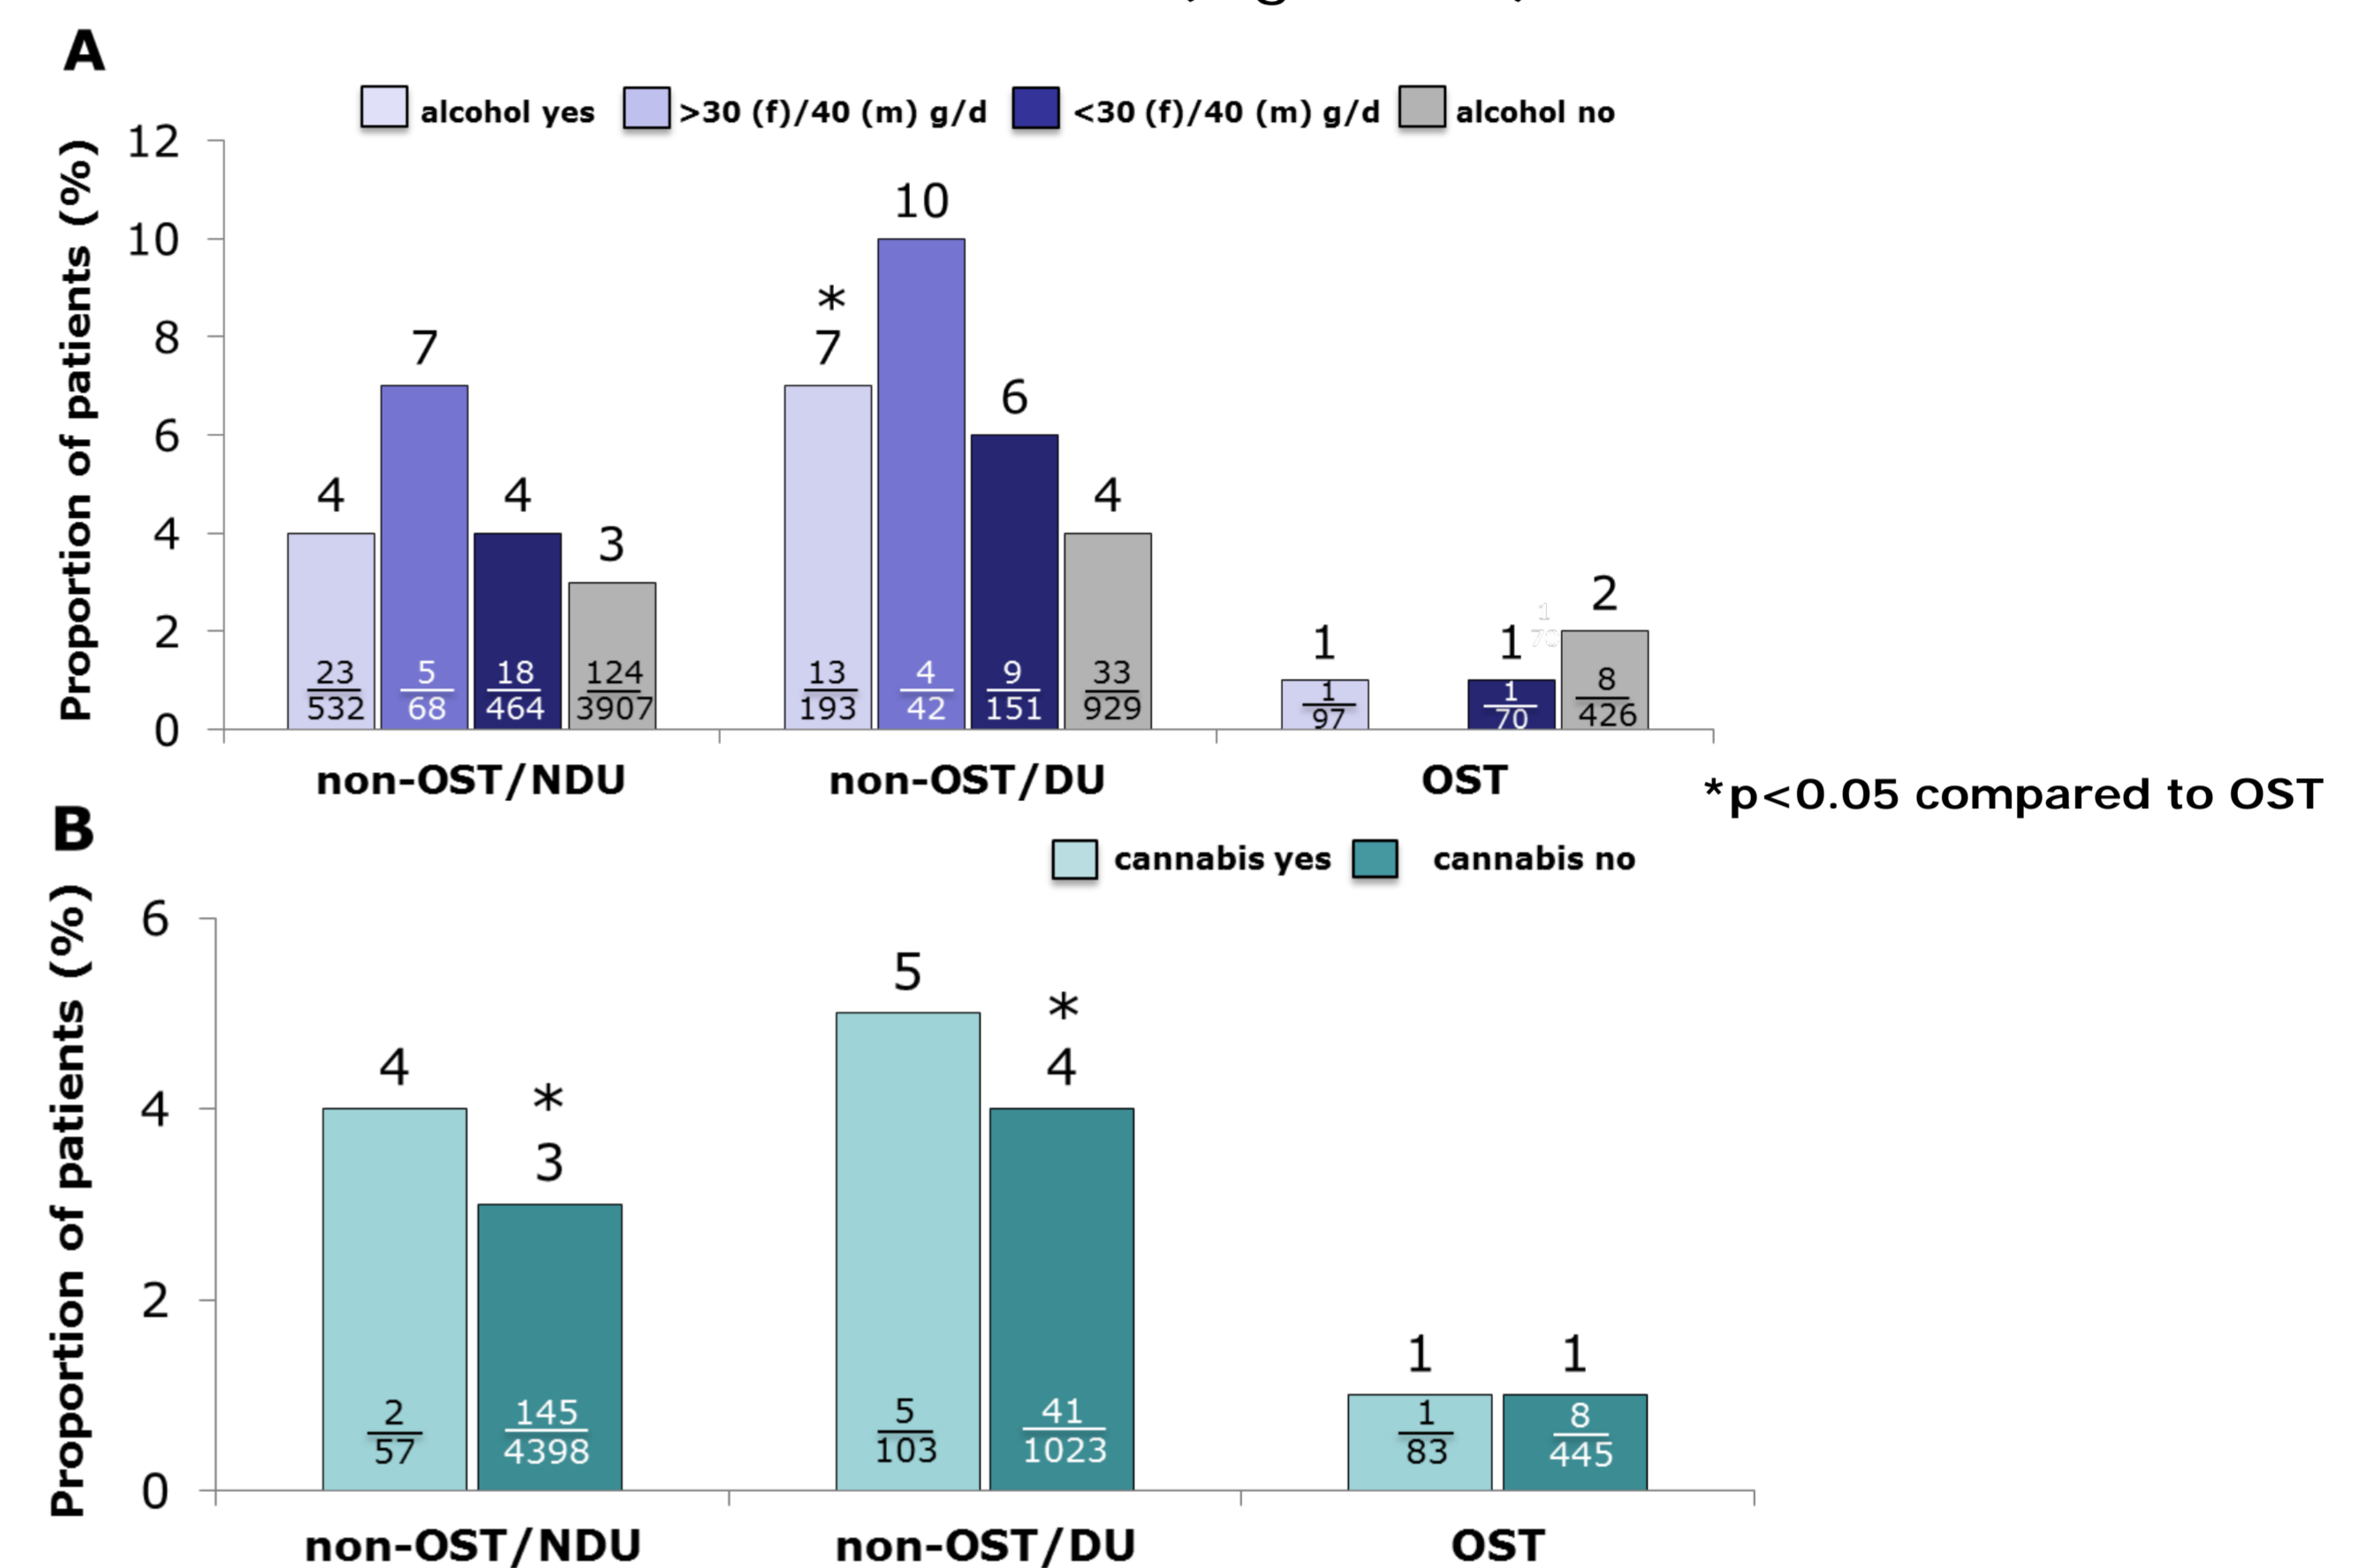 A
alcohol yes >30 (f)/40 (m) g/d <30 (f)/40 (m) g/d alcohol no
Proportion of patients (%)
12
10
8
6
4
2
0
4 7 4 3
* 7 10 6 4
1 1 2
1
70
23/532 5/68 18/464 124/3907
13/193 4/42 9/151 33/929
1/97 1/70 8/426
non-OST/NDU non-OST/DU OST
*p<0.05 compared to OST
B
cannabis yes cannabis no
Proportion of patients (%)
6
4
2
0
4 * 3
5 * 4
1 1
2/57 145/4398
5/103 41/1023
1/83 8/445
non-OST/NDU non-OST/DU OST